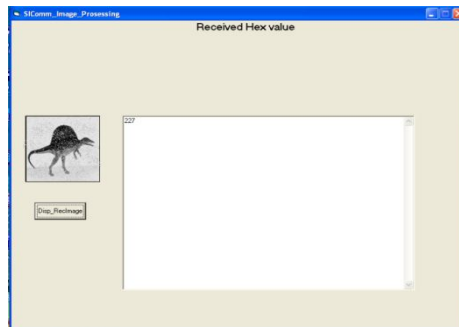 SIComm_Image_Prosessing
Received Hex value
227
Disp_RecImage